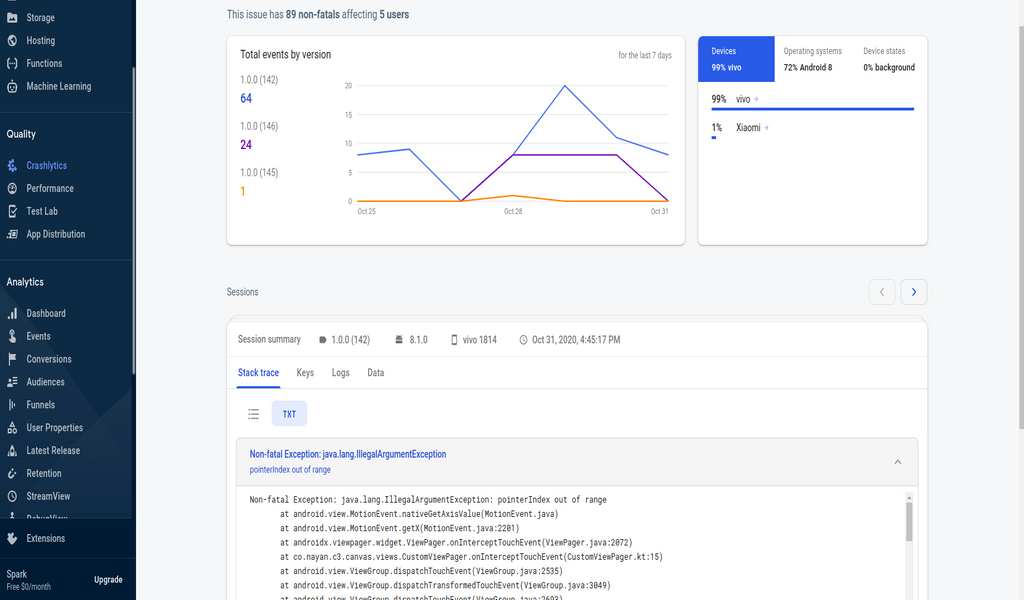 Storage
Hosting
Functions
Machine Learning
Quality
Crashlytics
Performance
Test Lab
App Distribution
Analytics
Dashboard
Events
Conversions
Audiences
Funnels
User Properties
Latest Release
Retention
StreamView
DebugView
Extensions
Spark
Free $0/month
Upgrade
This issue has 89 non-fatals affecting 5 users
Total events by version
for the last 7 days
1.0.0 (142)
64
1.0.0 (146)
24
1.0.0 (145)
1
20
15
10
5
0
Oct 25
Oct 28
Oct 31
Devices
99% vivo
Operating systems
72% Android 8
Device states
0% background
99% vivo
1% Xiaomi
Sessions
Session summary
1.0.0 (142)
8.1.0
vivo 1814
Oct 31, 2020, 4:45:17 PM
Stack trace
Keys
Logs
Data
TXT
Non-fatal Exception: java.lang.IllegalArgumentException
pointerIndex out of range
Non-fatal Exception: java.lang.IllegalArgumentException: pointerIndex out of range
at android.view.MotionEvent.nativeGetAxisValue(MotionEvent.java)
at android.view.MotionEvent.getX(MotionEvent.java:2201)
at androidx.viewpager.widget.ViewPager.onInterceptTouchEvent(ViewPager.java:2072)
at co.nayan.c3.canvas.views.CustomViewPager.onInterceptTouchEvent(CustomViewPager.kt:15)
at android.view.ViewGroup.dispatchTouchEvent(ViewGroup.java:2535)
at android.view.ViewGroup.dispatchTransformedTouchEvent(ViewGroup.java:3049)
at android.view.ViewGroup.dispatchTouchEvent(ViewGroup.java:2693)